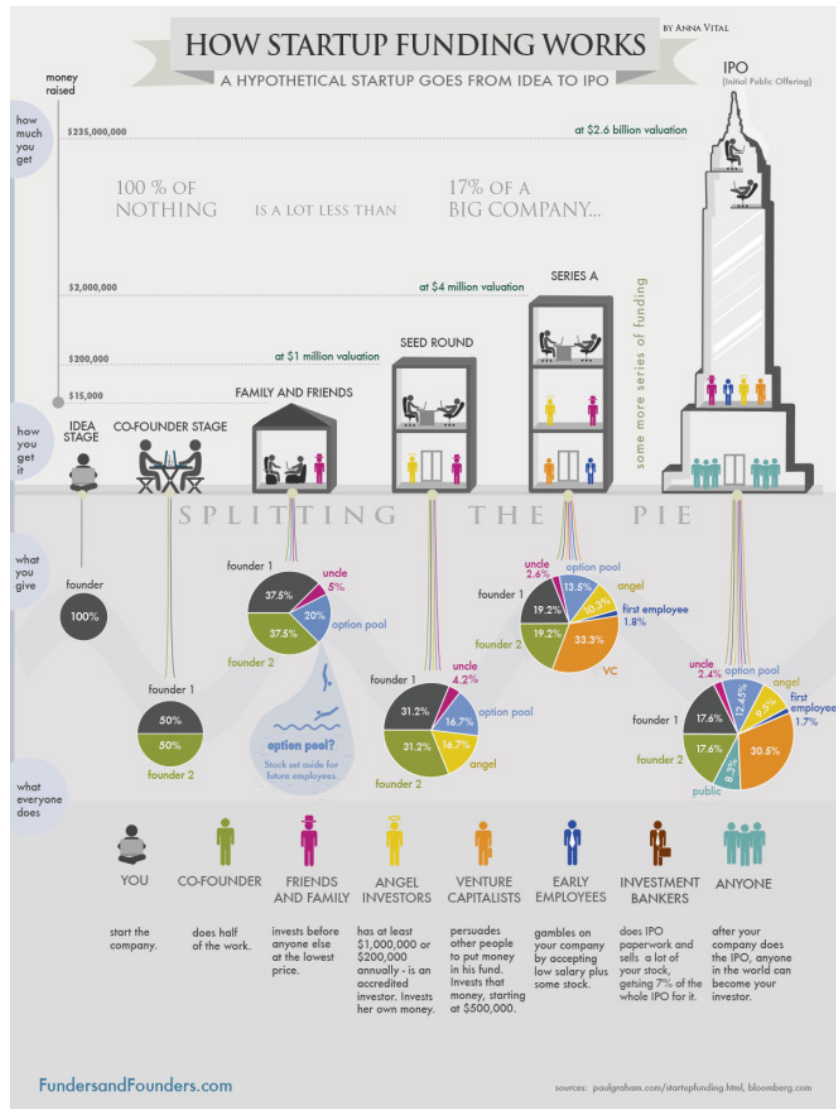 BY ANNA VITAL
HOW STARTUP FUNDING WORKS
A HYPOTHETICAL STARTUP GOES FROM IDEA TO IPO
IPO
(Initial Public Offering)
money
raised
how
much
you
get
$235,000,000
at $2.6 billion valuation
100 % OF
NOTHING
IS A LOT LESS THAN
17% OF A
BIG COMPANY...
SERIES A
$2,000,000
at $4 million valuation
some more series of funding
SEED ROUND
$200,000
at $1 million valuation
FAMILY AND FRIENDS
$15,000
how
you
get
it
IDEA
STAGE
CO-FOUNDER STAGE
SPLITTING THE PIE
what
you
give
founder
100%
founder 1
50%
50%
founder 2
founder 1
37.5%
uncle
5%
20%
option pool
37.5%
founder 2
option pool?
Stock set aside for
future employees.
founder 1
31.2%
uncle
4.2%
option pool
16.7%
16.7%
angel
31.2%
founder 2
uncle
2.6%
option pool
13.5%
angel
10.3%
founder 1
19.2%
first employee
1.8%
founder 2
19.2%
33.3%
VC
uncle
2.4%
option pool
12.45%
angel
9.5%
first
employee
1.7%
founder 1
17.6%
founder 2
17.6%
30.5%
8.3%
public
what
everyone
does
YOU
start the
company.
CO-FOUNDER
does half
of the work.
FRIENDS
AND FAMILY
invests before
anyone else
at the lowest
price.
ANGEL
INVESTORS
has at least
$1,000,000 or
$200,000
annually - is an
accredited
investor. Invests
her own money.
VENTURE
CAPITALISTS
persuades
other people
to put money
in his fund.
Invests that
money, starting
at $500,000.
EARLY
EMPLOYEES
gambles on
your company
by accepting
low salary plus
some stock.
INVESTMENT
BANKERS
does IPO
paperwork and
sells a lot of
your stock,
getsing 7% of the
whole IPO for it.
ANYONE
after your
company does
the IPO, anyone
in the world can
become your
investor.
FundersandFounders.com
sources: paulgraham.com/startupfunding.html, bloomberg.com